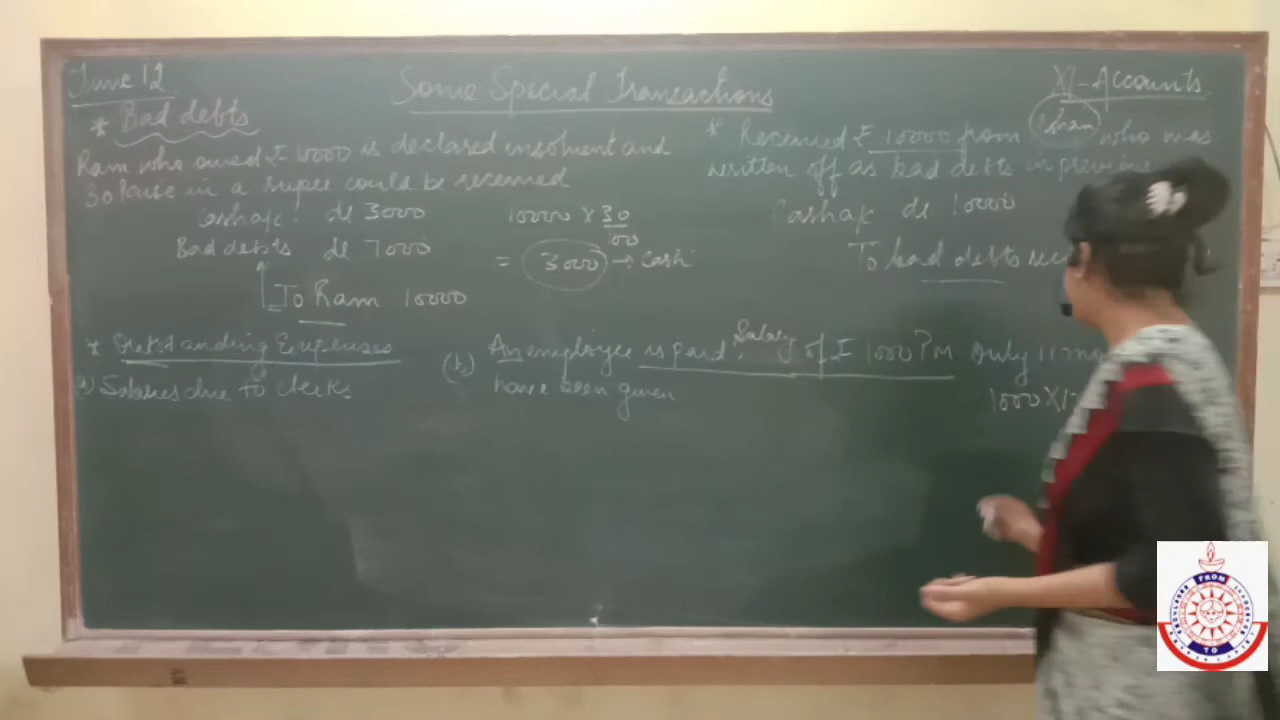 June 12
Some Special Transactions
XI-Accounts
* Bad debts
Ram who owed ₹ 10000 is declared insolvent and
30 Paise in a rupee could be received
Cash a/c dr 3000
Bad debts dr 7000
To Ram 10000
10000 X 30
100
= 3000 → Cash
* Received ₹ 10000 from who was
written off as bad debts in previous
Cash a/c dr 10000
To bad debts rec
* Outstanding Expenses
(a) Salaries due to clerks
(b) An employee is paid Salary of ₹ 1000 PM Only 11 mo
have been given
1000 X 12
FROM
TO